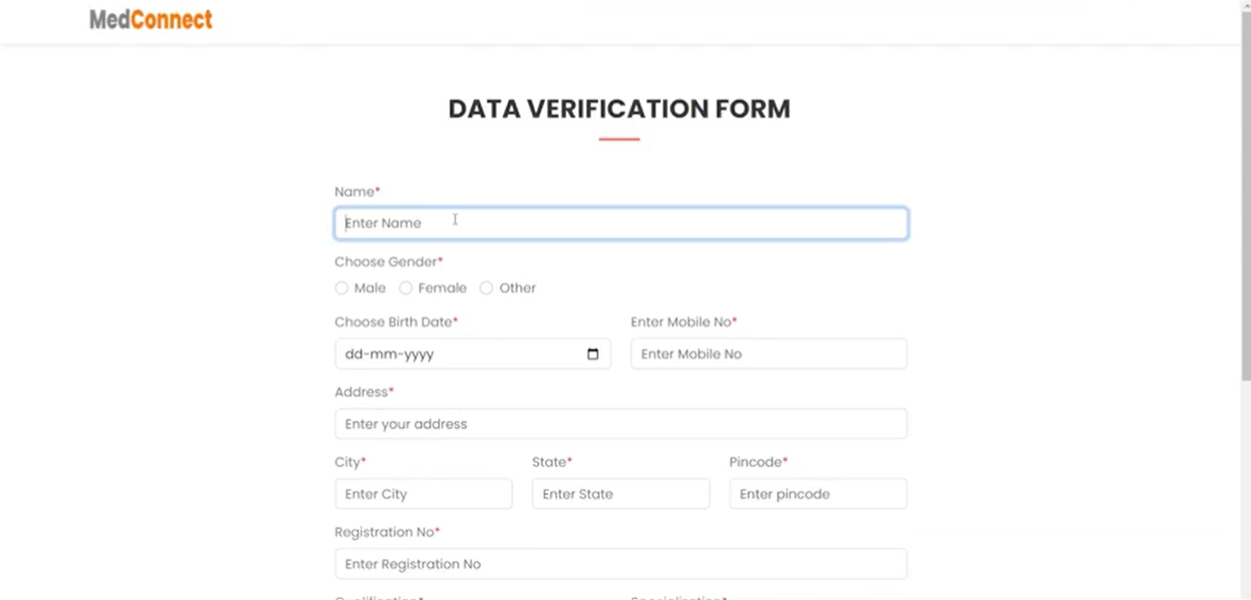 MedConnect
DATA VERIFICATION FORM
Name*
Enter Name
Choose Gender*
Male Female Other
Choose Birth Date* Enter Mobile No*
dd-mm-yyyy Enter Mobile No
Address*
Enter your address
City* State* Pincode*
Enter City Enter State Enter pincode
Registration No*
Enter Registration No